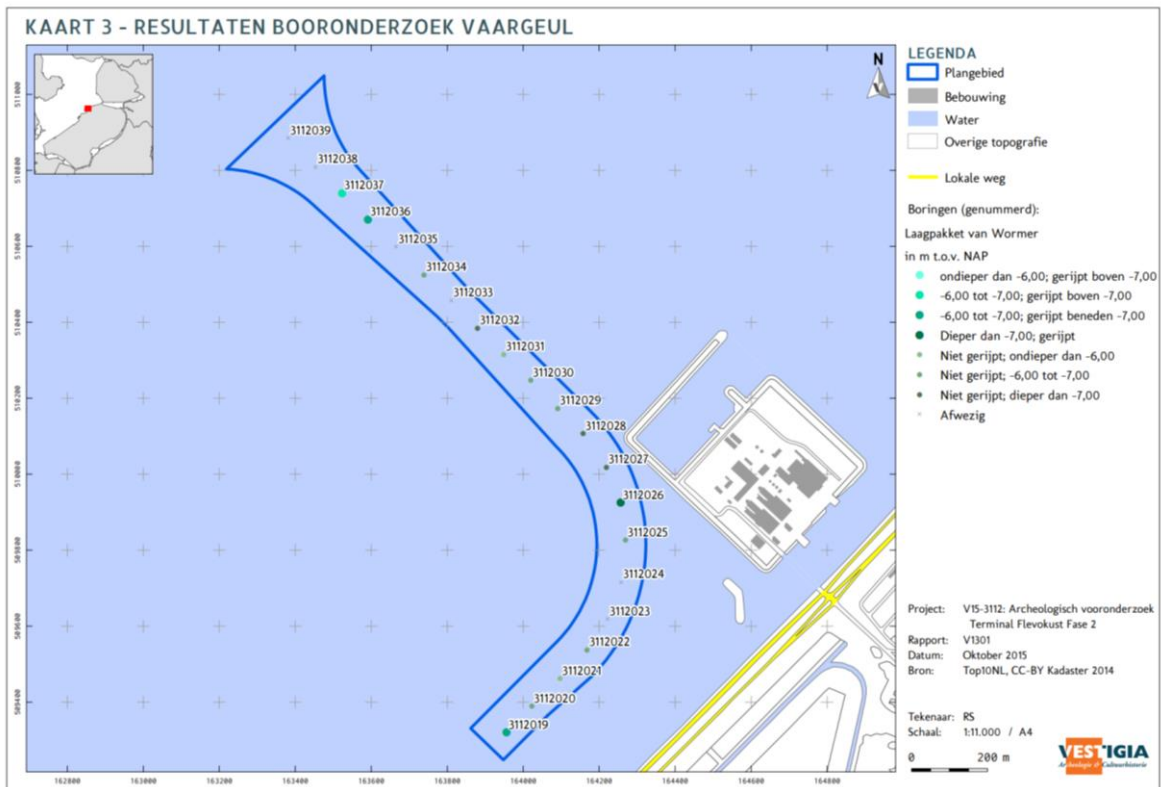 KAART 3 - RESULTATEN BOORONDERZOEK VAARGEUL
N
LEGENDA
Plangebied
Bebouwing
Water
Overige topografie
Lokale weg
Boringen (genummerd):
Laagpakket van Wormer
in m t.o.v. NAP
ondieper dan -6,00; gerijpt boven -7,00
-6,00 tot -7,00; gerijpt boven -7,00
-6,00 tot -7,00; gerijpt beneden -7,00
Dieper dan -7,00; gerijpt
Niet gerijpt; ondieper dan -6,00
Niet gerijpt; -6,00 tot -7,00
Niet gerijpt; dieper dan -7,00
Afwezig
3112039
3112038
3112037
3112036
3112035
3112034
3112033
3112032
3112031
3112030
3112029
3112028
3112027
3112026
3112025
3112024
3112023
3112022
3112021
3112020
3112019
511000
510800
510600
510400
510200
510000
509800
509600
509400
162800
163000
163200
163400
163600
163800
164000
164200
164400
164600
164800
Project: V15-3112: Archeologisch vooronderzoek
Terminal Flevokust Fase 2
Rapport: V1301
Datum: Oktober 2015
Bron: Top10NL, CC-BY Kadaster 2014
Tekenaar: RS
Schaal: 1:11.000 / A4
0 200 m
VESTIGIA
Archeologie & Cultuurhistorie